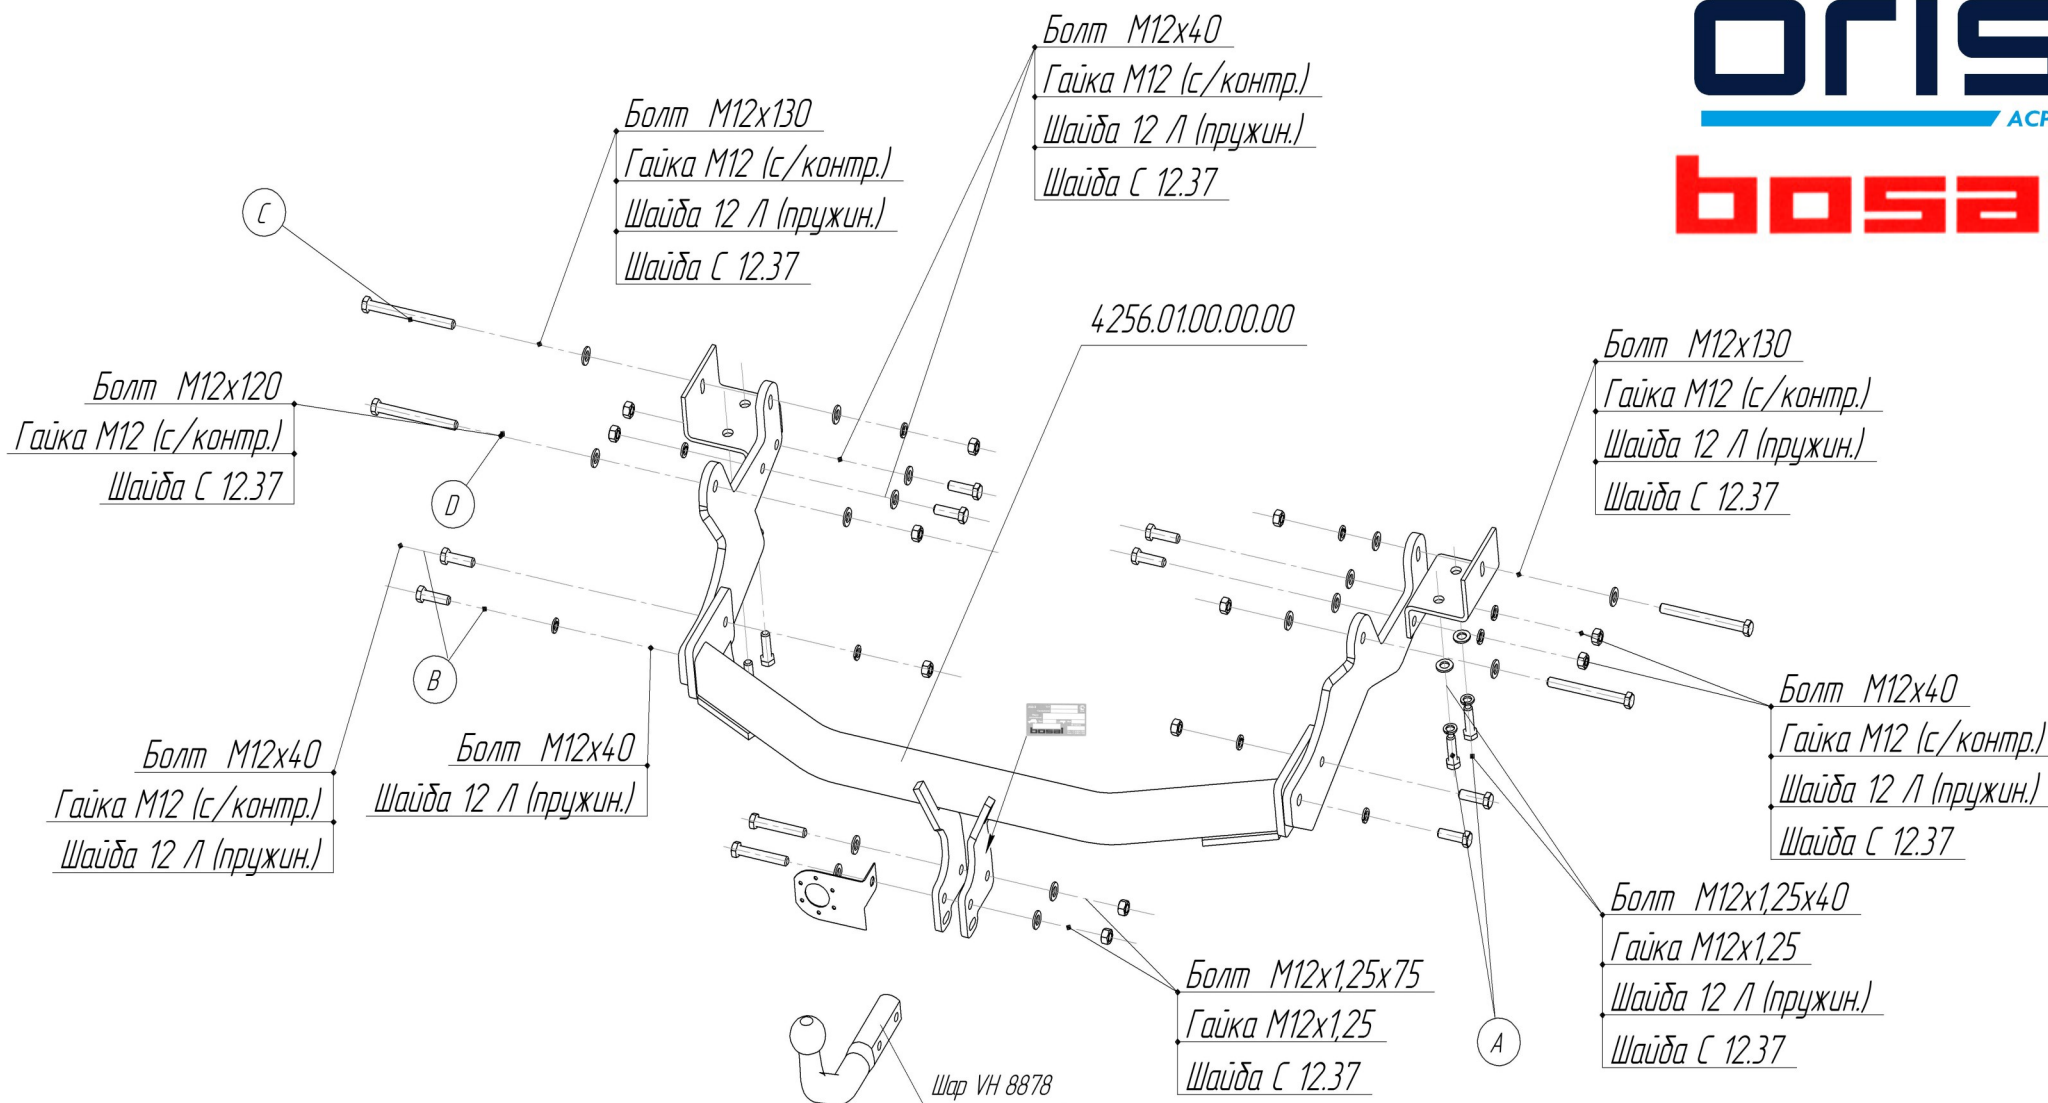 oris
ACP
bosa
Болт М12х40
Гайка М12 (с/контр.)
Шайба 12 Л (пружин.)
Шайба С 12.37
Болт М12х130
Гайка М12 (с/контр.)
Шайба 12 Л (пружин.)
Шайба С 12.37
С
4256.01.00.00.00
Болт М12х130
Гайка М12 (с/контр.)
Шайба 12 Л (пружин.)
Шайба С 12.37
Болт М12х120
Гайка М12 (с/контр.)
Шайба С 12.37
D
В
Болт М12х40
Гайка М12 (с/контр.)
Шайба 12 Л (пружин.)
Болт М12х40
Шайба 12 Л (пружин.)
bosal
Болт М12х40
Гайка М12 (с/контр.)
Шайба 12 Л (пружин.)
Шайба С 12.37
Болт М12х1,25х40
Гайка М12х1,25
Шайба 12 Л (пружин.)
Шайба С 12.37
Болт М12х1,25х75
Гайка М12х1,25
Шайба С 12.37
А
Шар VH 8878